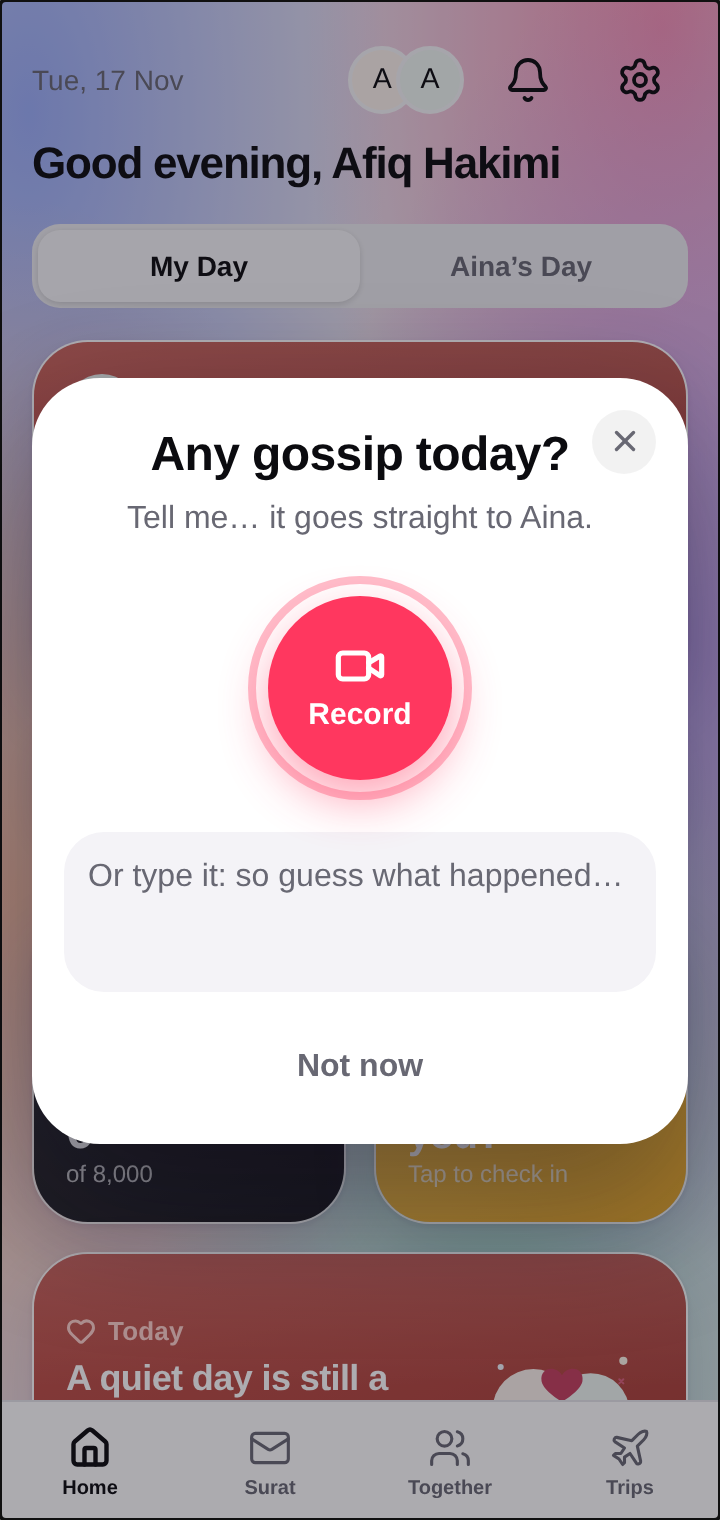 Tue, 17 Nov
A A
Good evening, Afiq Hakimi
My Day
Aina’s Day
Any gossip today?
Tell me… it goes straight to Aina.
Record
Or type it: so guess what happened…
Not now
of 8,000
Tap to check in
Today
A quiet day is still a
Home
Surat
Together
Trips